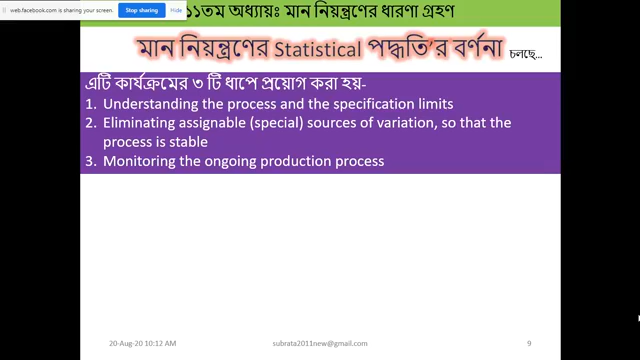 web.facebook.com is sharing your screen. Stop sharing Hide
১১তম অধ্যায়ঃ মান নিয়ন্ত্রণের ধারণা গ্রহণ
মান নিয়ন্ত্রণের Statistical পদ্ধতি’র বর্ণনা চলছে...
এটি কার্যক্রমের ৩ টি ধাপে প্রয়োগ করা হয়-
1. Understanding the process and the specification limits
2. Eliminating assignable (special) sources of variation, so that the
process is stable
3. Monitoring the ongoing production process
20-Aug-20 10:12 AM subrata2011new@gmail.com 9